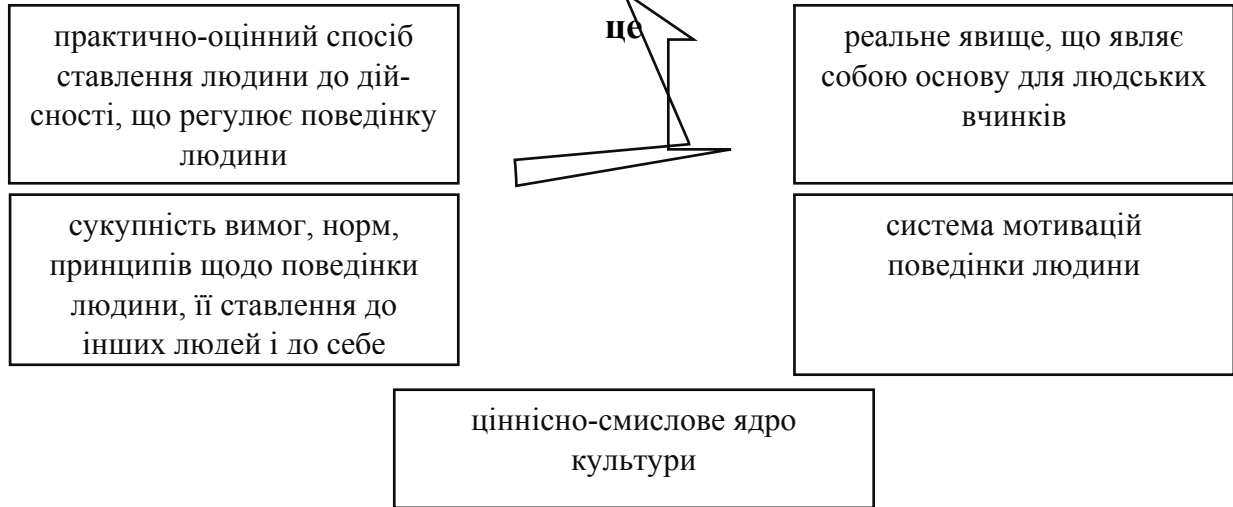 це
практично-оцінний спосіб
ставлення людини до дій-
сності, що регулює поведінку
людини
реальне явище, що являє
собою основу для людських
вчинків
сукупність вимог, норм,
принципів щодо поведінки
людини, її ставлення до
інших людей і до себе
система мотивацій
поведінки людини
ціннісно-смислове ядро
культури